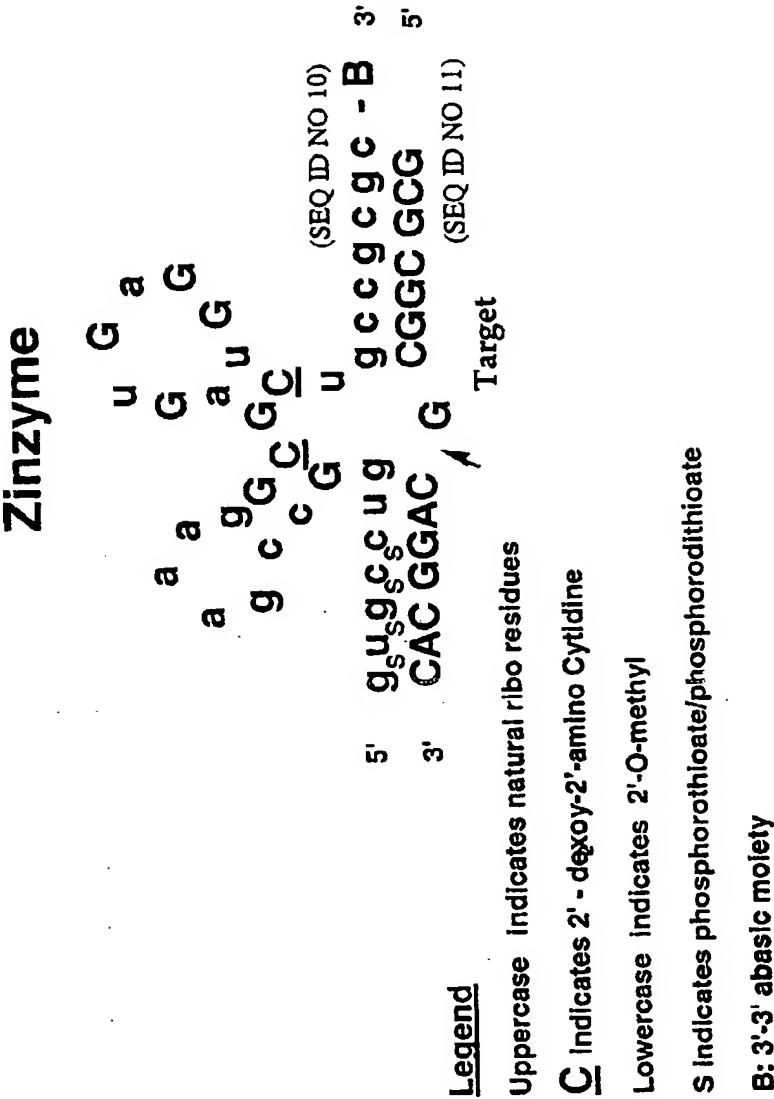 Zinzyme
u G a G
G G
a u
a a a g
G C
g c c G C
G u
(SEQ ID NO 10)
5' gsusgscscug g c c g c g c - B 3'
3' CAC GGAC G CGGC GCG 5'
(SEQ ID NO 11)
Target
Legend
Uppercase indicates natural ribo residues
C Indicates 2' - dexoy-2'-amino Cytidine
Lowercase indicates 2'-O-methyl
S indicates phosphorothioate/phosphorodithioate
B: 3'-3' abasic moiety